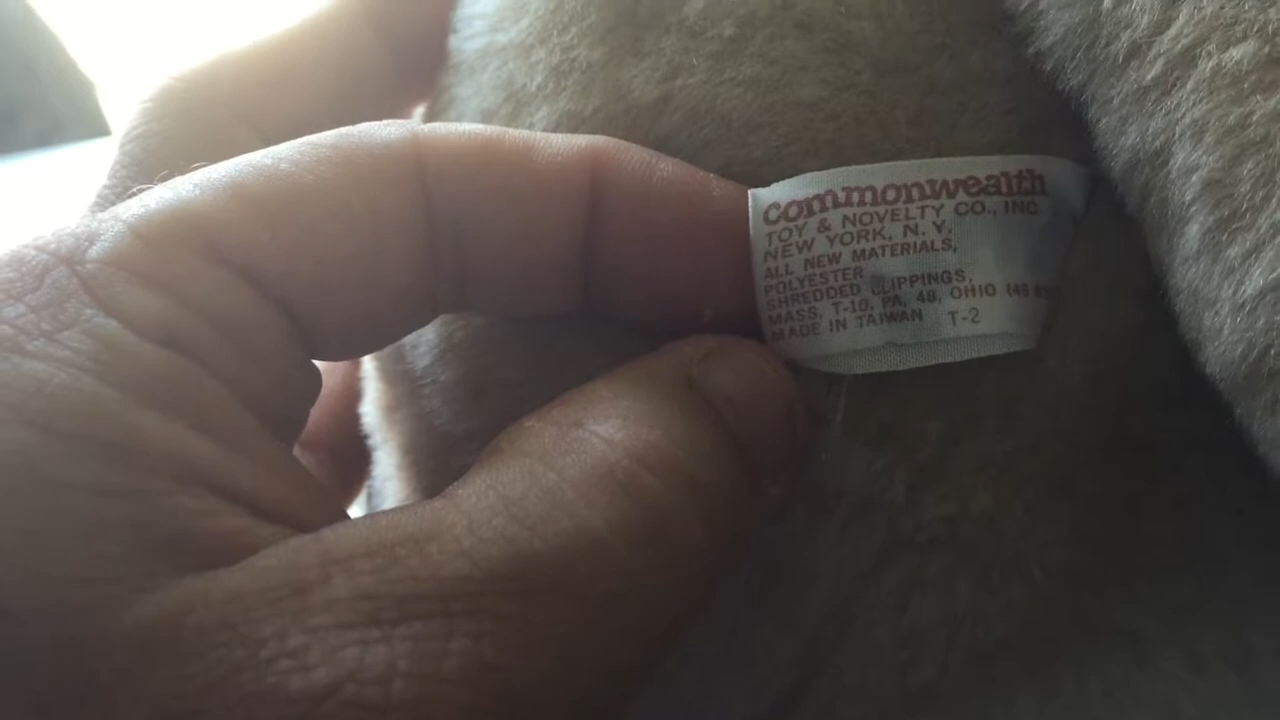 commonwealth
TOY & NOVELTY CO., INC.
NEW YORK, N. Y.
ALL NEW MATERIALS,
POLYESTER
SHREDDED CLIPPINGS,
MASS. T-10, PA. 48, OHIO (48
MADE IN TAIWAN T-2